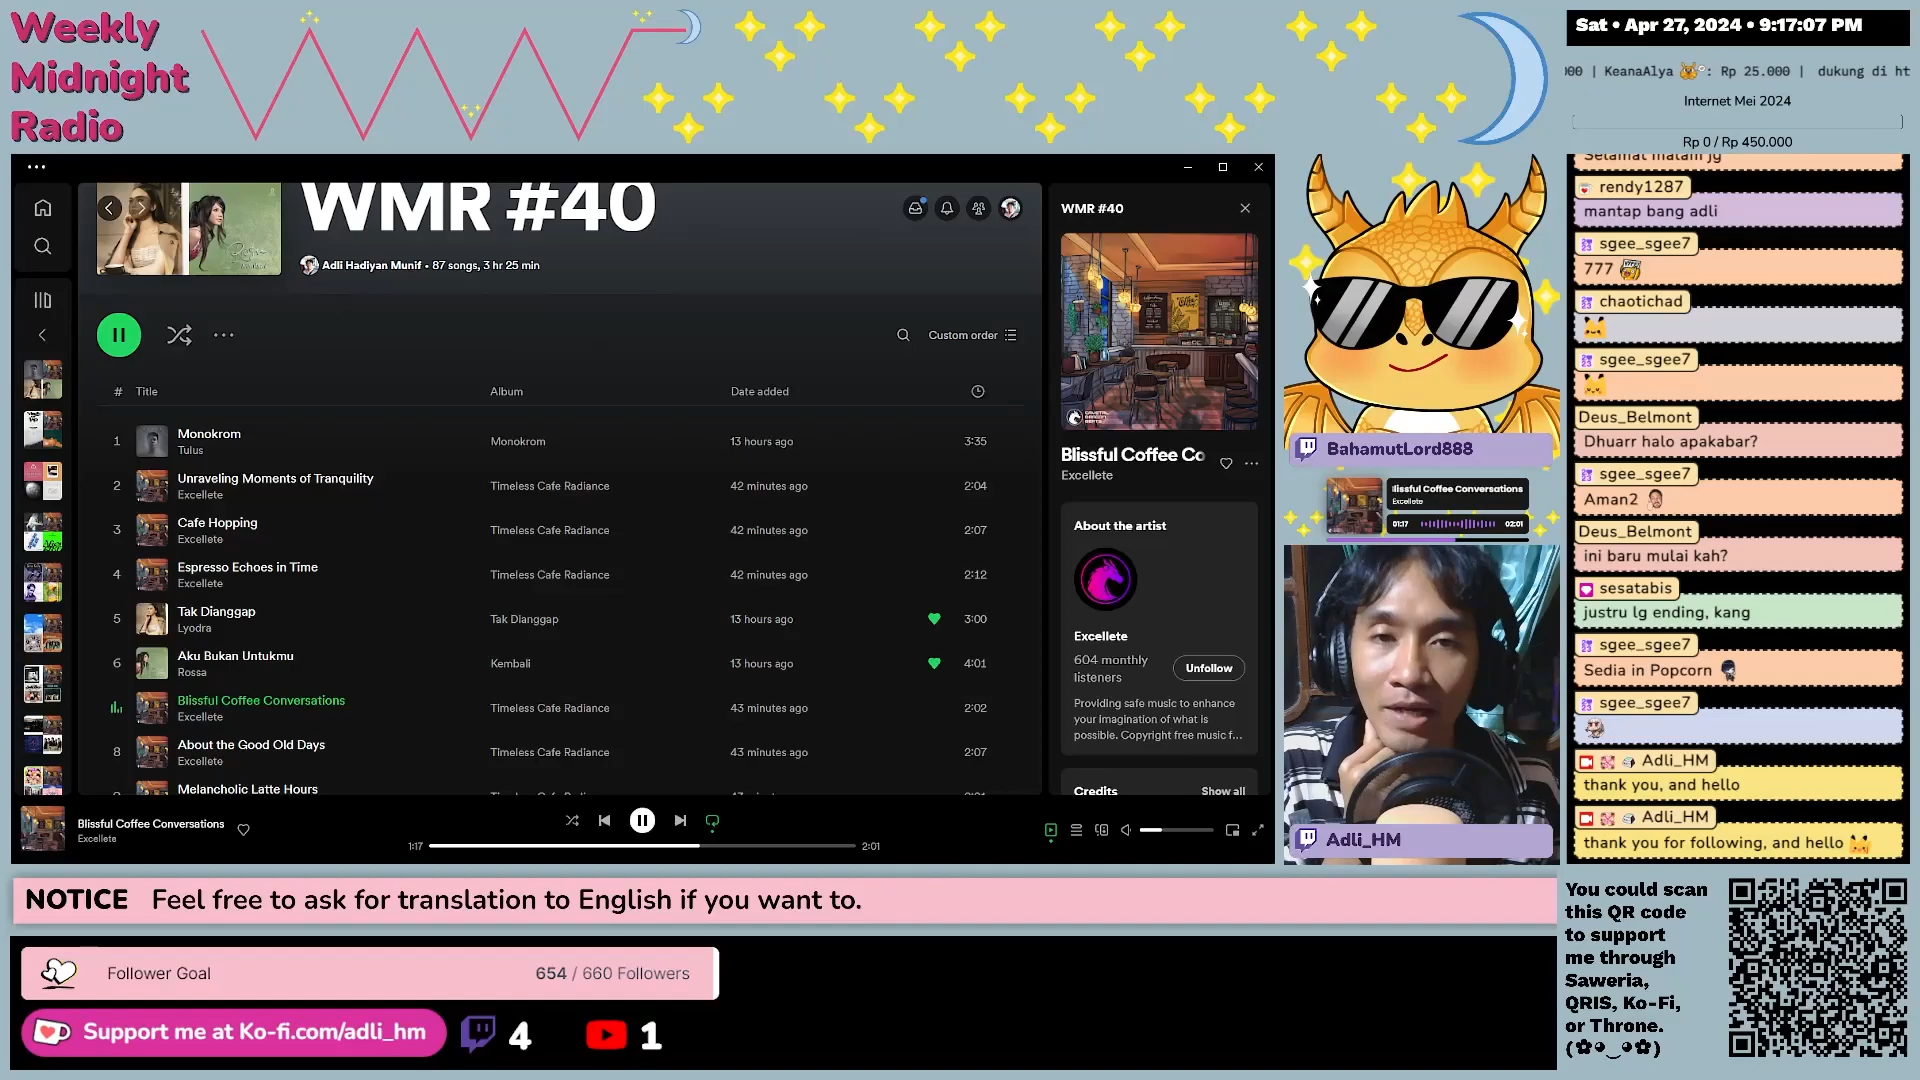 Weekly
Midnight
Radio
Sat • Apr 27, 2024 • 9:17:07 PM
| KeanaAlya : Rp 25.000 | dukung di ht
Internet Mei 2024
Rp 0 / Rp 450.000
WMR #40
Adli Hadiyan Munif • 87 songs, 3 hr 25 min
Custom order
# Title Album Date added
1 Monokrom Monokrom 13 hours ago 3:35
Tulus
2 Unraveling Moments of Tranquility Timeless Cafe Radiance 42 minutes ago 2:04
Excellete
3 Cafe Hopping Timeless Cafe Radiance 42 minutes ago 2:07
Excellete
4 Espresso Echoes in Time Timeless Cafe Radiance 42 minutes ago 2:12
Excellete
5 Tak Dianggap Tak Dianggap 13 hours ago 3:00
Lyodra
6 Aku Bukan Untukmu Kembali 13 hours ago 4:01
Rossa
Blissful Coffee Conversations Timeless Cafe Radiance 43 minutes ago 2:02
Excellete
8 About the Good Old Days Timeless Cafe Radiance 43 minutes ago 2:07
Excellete
Melancholic Latte Hours
WMR #40
Blissful Coffee Co
Excellete
About the artist
Excellete
604 monthly
listeners
Unfollow
Providing safe music to enhance
your imagination of what is
possible. Copyright free music f...
Credits Show all
Blissful Coffee Conversations
Excellete
1:17 2:01
BahamutLord888
lissful Coffee Conversations
Excellete
01:17 02:01
Adli_HM
Selamat malam jg
rendy1287
mantap bang adli
sgee_sgee7
777
chaotichad
sgee_sgee7
Deus_Belmont
Dhuarr halo apakabar?
sgee_sgee7
Aman2
Deus_Belmont
ini baru mulai kah?
sesatabis
justru lg ending, kang
sgee_sgee7
Sedia in Popcorn
sgee_sgee7
Adli_HM
thank you, and hello
Adli_HM
thank you for following, and hello
NOTICE Feel free to ask for translation to English if you want to.
Follower Goal 654 / 660 Followers
Support me at Ko-fi.com/adli_hm
4 1
You could scan
this QR code
to support
me through
Saweria,
QRIS, Ko-Fi,
or Throne.
(✿◕‿◕✿)